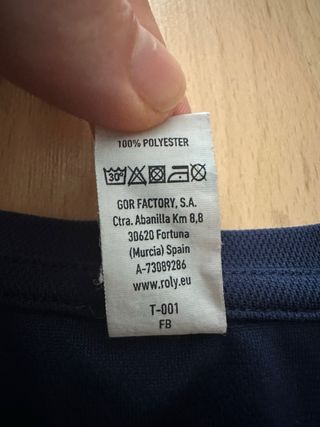 100% POLYESTER
30°
GOR FACTORY, S.A.
Ctra. Abanilla Km 8,8
30620 Fortuna
(Murcia) Spain
A-73089286
www.roly.eu
T-001
FB